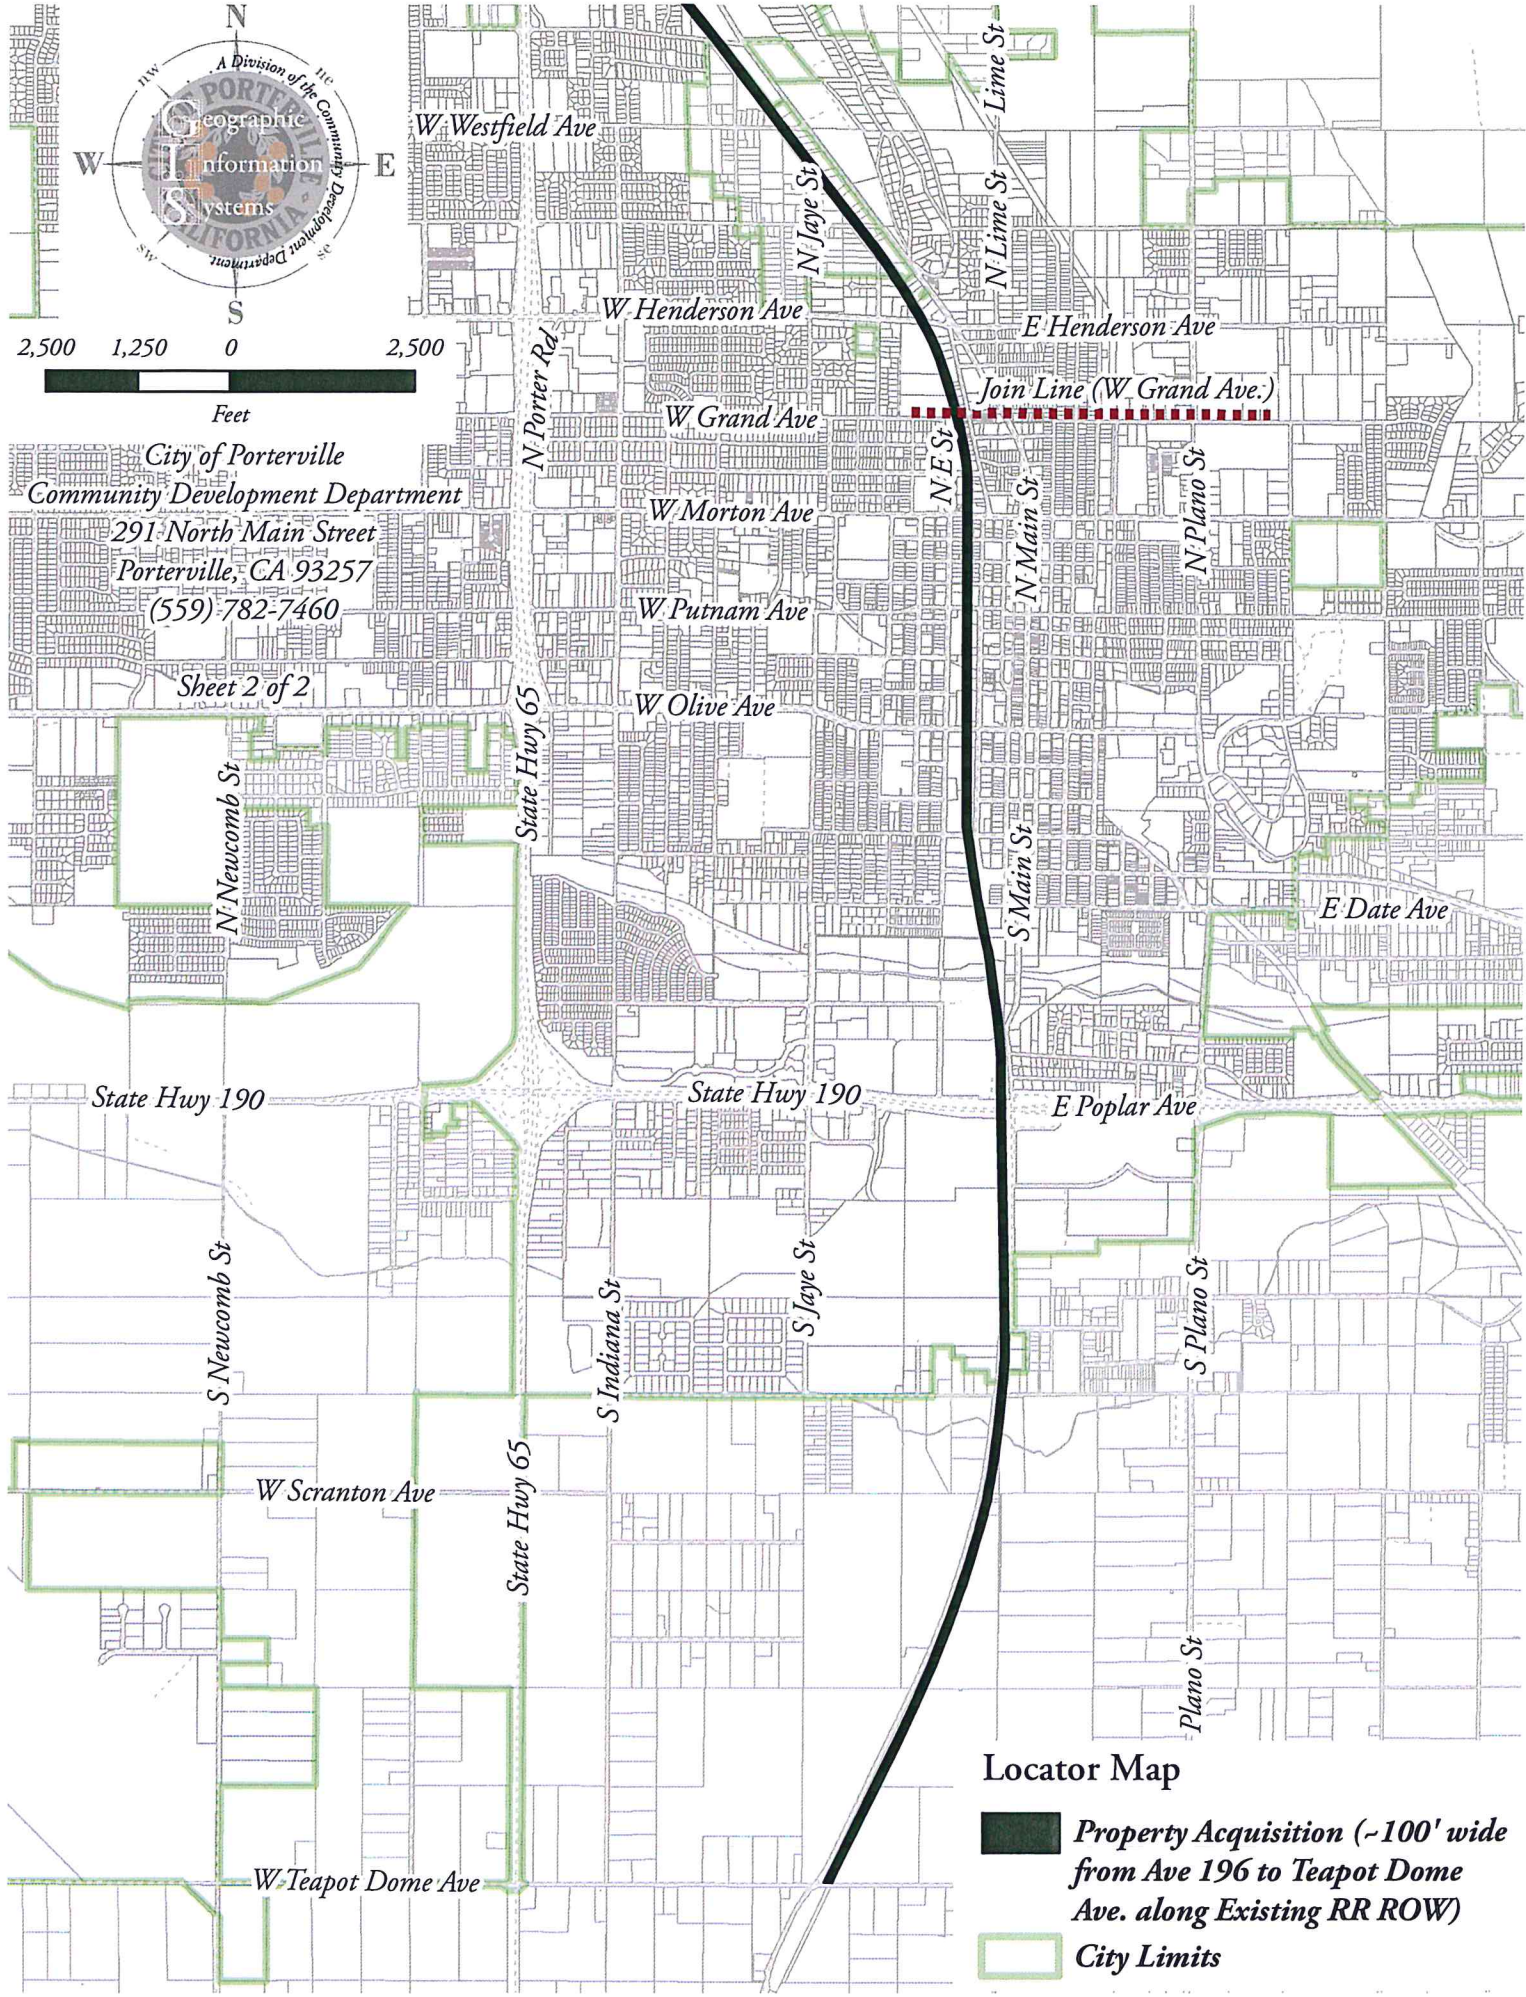 N
nw
ne
A Division of the Community Development Department
PORTERVILLE
CALIFORNIA
Geographic
Information
Systems
W
E
sw
se
S
2,500 1,250 0 2,500
Feet
City of Porterville
Community Development Department
291 North Main Street
Porterville, CA 93257
(559) 782-7460
Sheet 2 of 2
N Lime St
W Westfield Ave
N Jaye St
N Lime St
W Henderson Ave
E Henderson Ave
N Porter Rd
Join Line (W Grand Ave.)
W Grand Ave
N E St
W Morton Ave
N Main St
N Plano St
W Putnam Ave
W Olive Ave
State Hwy 65
N Newcomb St
S Main St
E Date Ave
State Hwy 190
State Hwy 190
E Poplar Ave
S Newcomb St
S Indiana St
S Jaye St
S Plano St
W Scranton Ave
State Hwy 65
Plano St
W Teapot Dome Ave
Locator Map
Property Acquisition (~100' wide
from Ave 196 to Teapot Dome
Ave. along Existing RR ROW)
City Limits